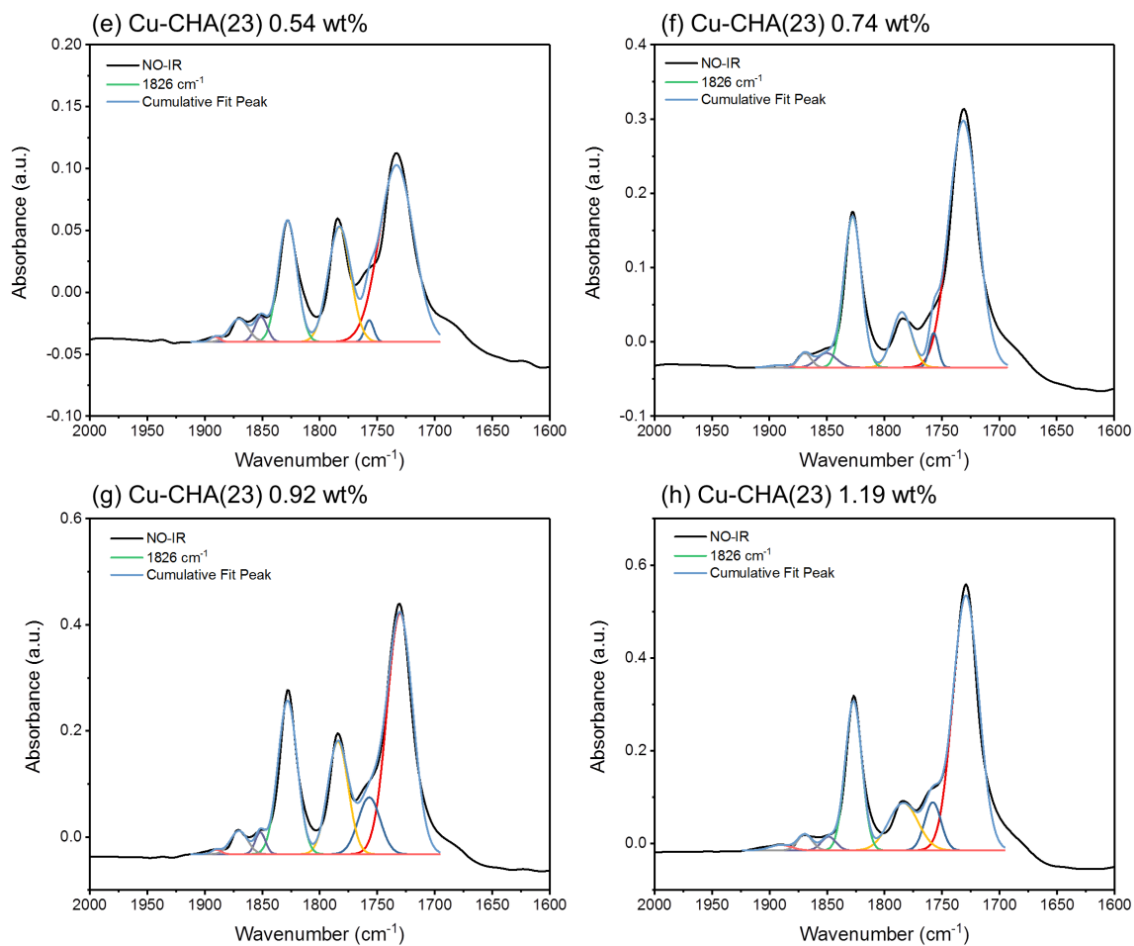 (e) Cu-CHA(23) 0.54 wt%
0.20
0.15
0.10
0.05
0.00
-0.05
-0.10
Absorbance (a.u.)
NO-IR
1826 cm⁻¹
Cumulative Fit Peak
2000 1950 1900 1850 1800 1750 1700 1650 1600
Wavenumber (cm⁻¹)
(f) Cu-CHA(23) 0.74 wt%
0.4
0.3
0.2
0.1
0.0
-0.1
Absorbance (a.u.)
NO-IR
1826 cm⁻¹
Cumulative Fit Peak
2000 1950 1900 1850 1800 1750 1700 1650 1600
Wavenumber (cm⁻¹)
(g) Cu-CHA(23) 0.92 wt%
0.6
0.4
0.2
0.0
Absorbance (a.u.)
NO-IR
1826 cm⁻¹
Cumulative Fit Peak
2000 1950 1900 1850 1800 1750 1700 1650 1600
Wavenumber (cm⁻¹)
(h) Cu-CHA(23) 1.19 wt%
0.6
0.4
0.2
0.0
Absorbance (a.u.)
NO-IR
1826 cm⁻¹
Cumulative Fit Peak
2000 1950 1900 1850 1800 1750 1700 1650 1600
Wavenumber (cm⁻¹)